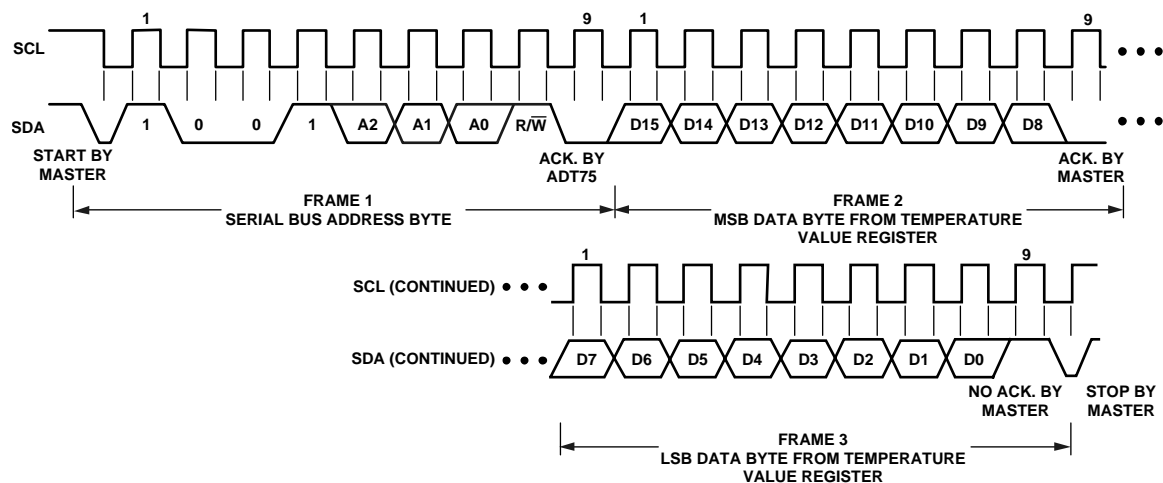 1 9 1 9
SCL
SDA 1 0 0 1 A2 A1 A0 R/W̅ D15 D14 D13 D12 D11 D10 D9 D8
START BY
MASTER
ACK. BY
ADT75
ACK. BY
MASTER
FRAME 1
SERIAL BUS ADDRESS BYTE
FRAME 2
MSB DATA BYTE FROM TEMPERATURE
VALUE REGISTER
1 9
SCL (CONTINUED)
SDA (CONTINUED) D7 D6 D5 D4 D3 D2 D1 D0
NO ACK. BY
MASTER
STOP BY
MASTER
FRAME 3
LSB DATA BYTE FROM TEMPERATURE
VALUE REGISTER